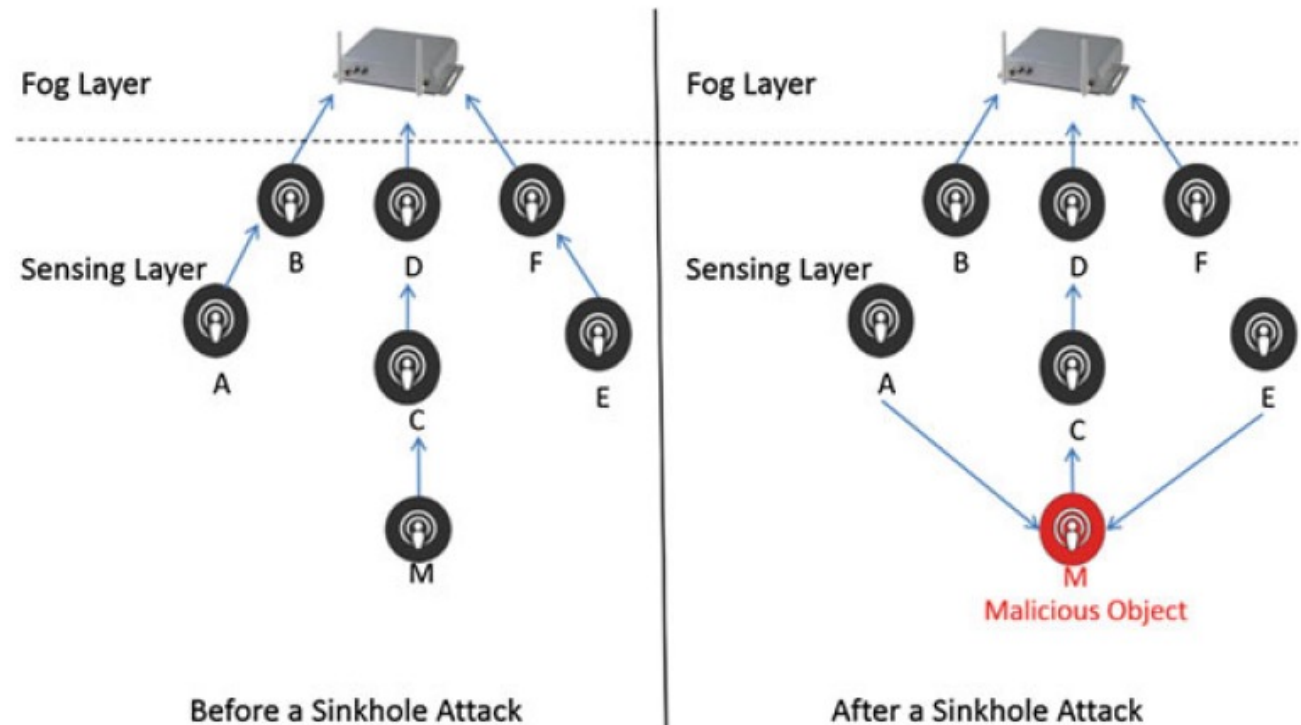 Fog Layer
B
D
F
Sensing Layer
A
E
C
M
Before a Sinkhole Attack
Fog Layer
B
D
F
Sensing Layer
A
E
C
M
Malicious Object
After a Sinkhole Attack